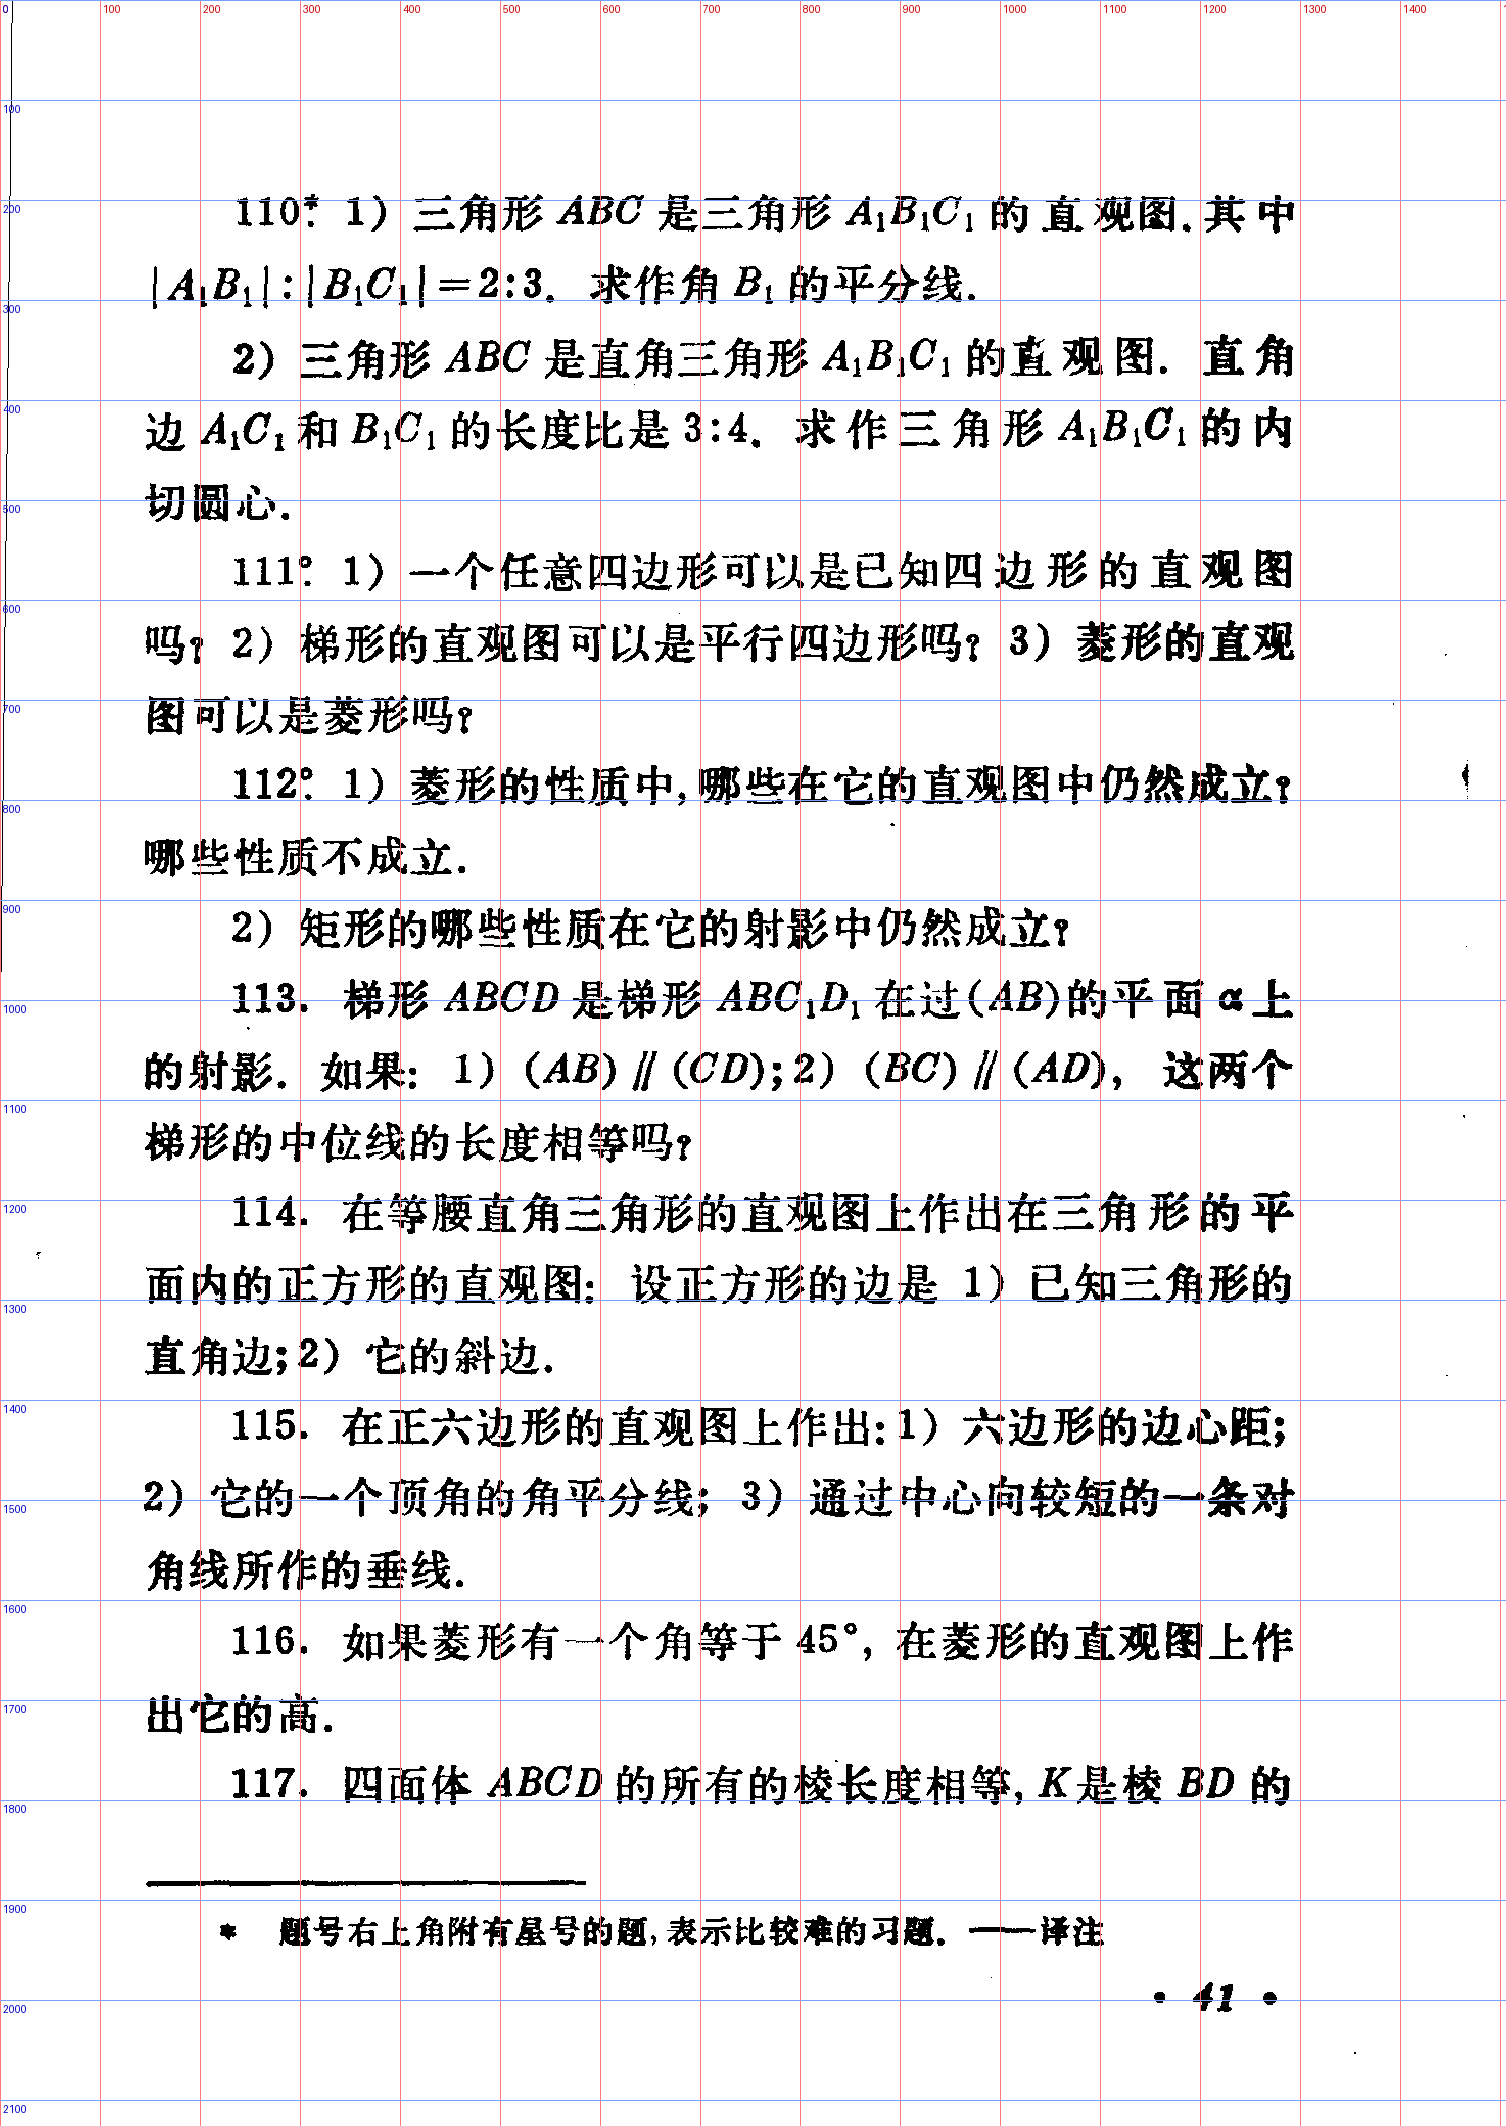 110*. 1) 三角形 ABC 是三角形 A₁B₁C₁ 的直观图.其中
|A₁B₁|:|B₁C₁|=2:3. 求作角 B₁ 的平分线.
2) 三角形 ABC 是直角三角形 A₁B₁C₁ 的直观图. 直角
边 A₁C₁ 和 B₁C₁ 的长度比是 3:4. 求作三角形 A₁B₁C₁ 的内
切圆心.
111°. 1) 一个任意四边形可以是已知四边形的直观图
吗? 2) 梯形的直观图可以是平行四边形吗? 3) 菱形的直观
图可以是菱形吗?
112°. 1) 菱形的性质中,哪些在它的直观图中仍然成立?
哪些性质不成立.
2) 矩形的哪些性质在它的射影中仍然成立?
113. 梯形 ABCD 是梯形 ABC₁D₁ 在过(AB)的平面 α 上
的射影. 如果: 1) (AB) ∥ (CD); 2) (BC) ∥ (AD), 这两个
梯形的中位线的长度相等吗?
114. 在等腰直角三角形的直观图上作出在三角形的平
面内的正方形的直观图: 设正方形的边是 1) 已知三角形的
直角边; 2) 它的斜边.
115. 在正六边形的直观图上作出: 1) 六边形的边心距;
2) 它的一个顶角的角平分线; 3) 通过中心向较短的一条对
角线所作的垂线.
116. 如果菱形有一个角等于 45°, 在菱形的直观图上作
出它的高.
117. 四面体 ABCD 的所有的棱长度相等, K是棱 BD 的
* 题号右上角附有星号的题,表示比较难的习题. ——译注
• 41 •